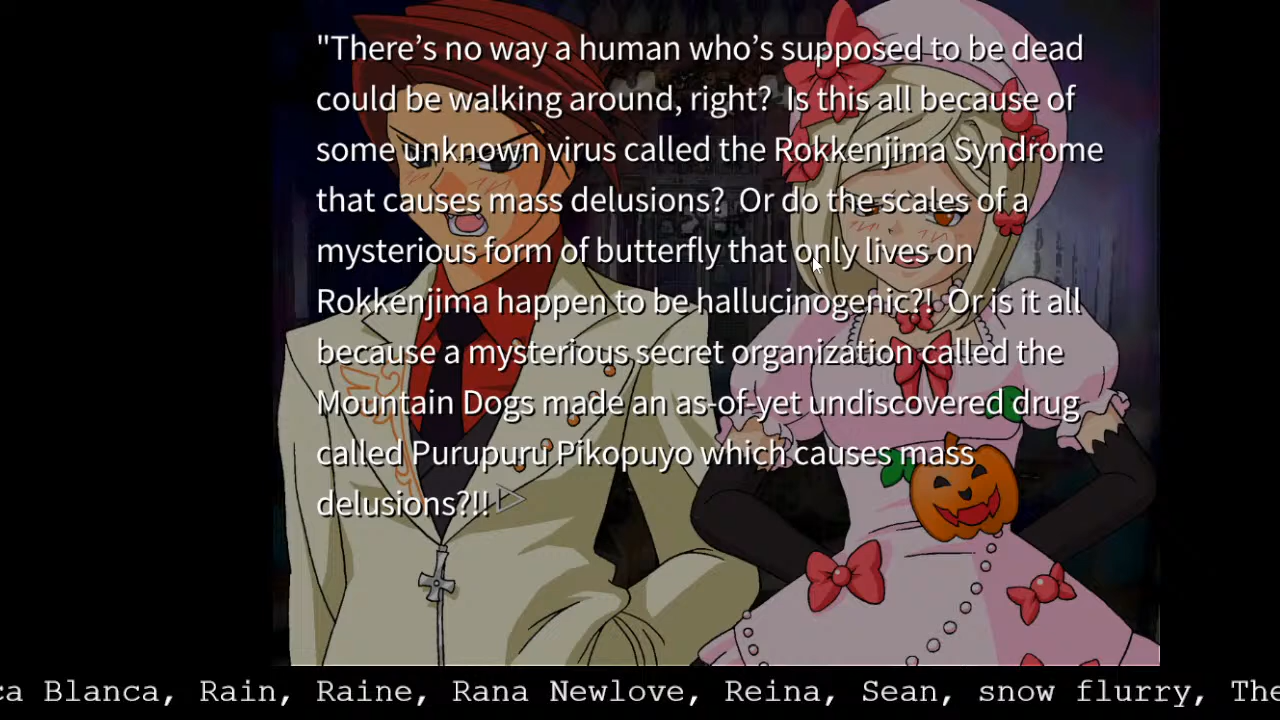 "There’s no way a human who’s supposed to be dead
could be walking around, right?  Is this all because of
some unknown virus called the Rokkenjima Syndrome
that causes mass delusions?  Or do the scales of a
mysterious form of butterfly that only lives on
Rokkenjima happen to be hallucinogenic?!  Or is it all
because a mysterious secret organization called the
Mountain Dogs made an as-of-yet undiscovered drug
called Purupuru Pikopuyo which causes mass
delusions?!!
ca Blanca, Rain, Raine, Rana Newlove, Reina, Sean, snow flurry, The